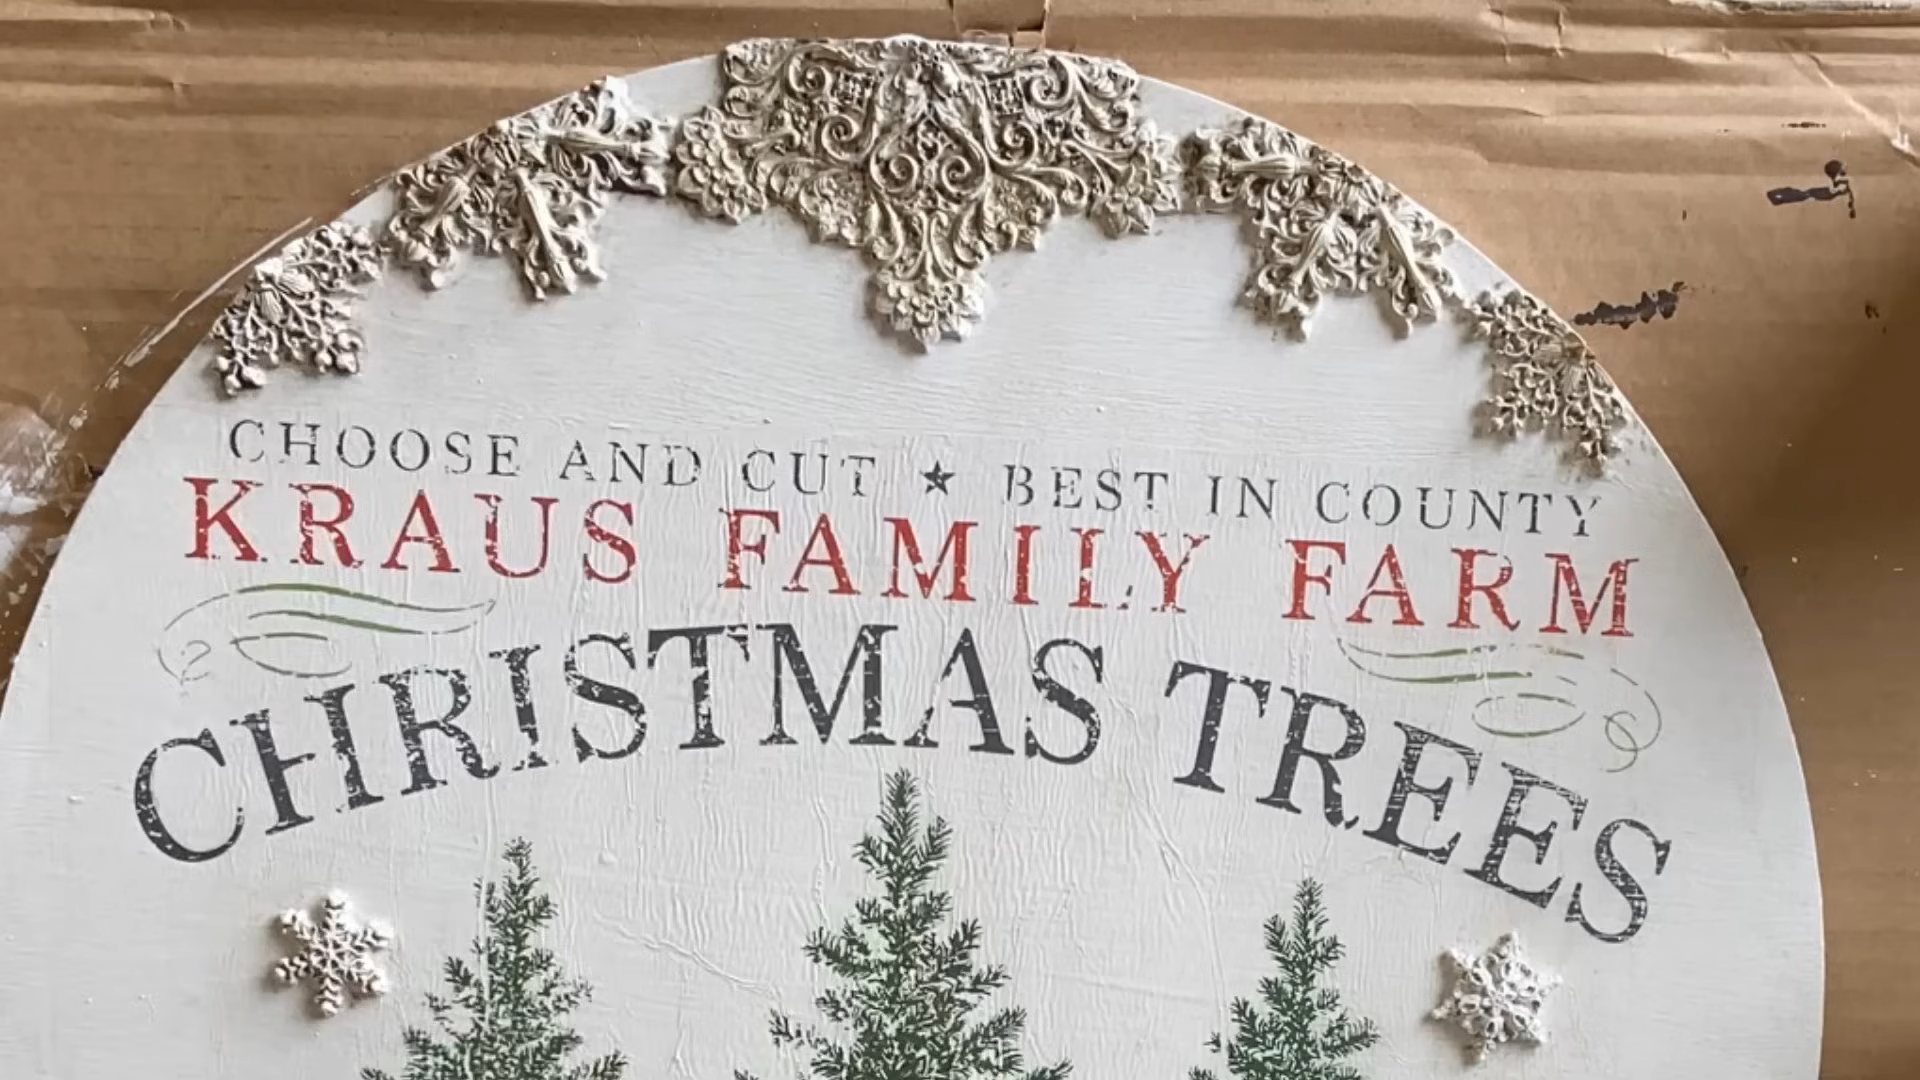 CHOOSE AND CUT ★ BEST IN COUNTY
KRAUS FAMILY FARM
CHRISTMAS TREES